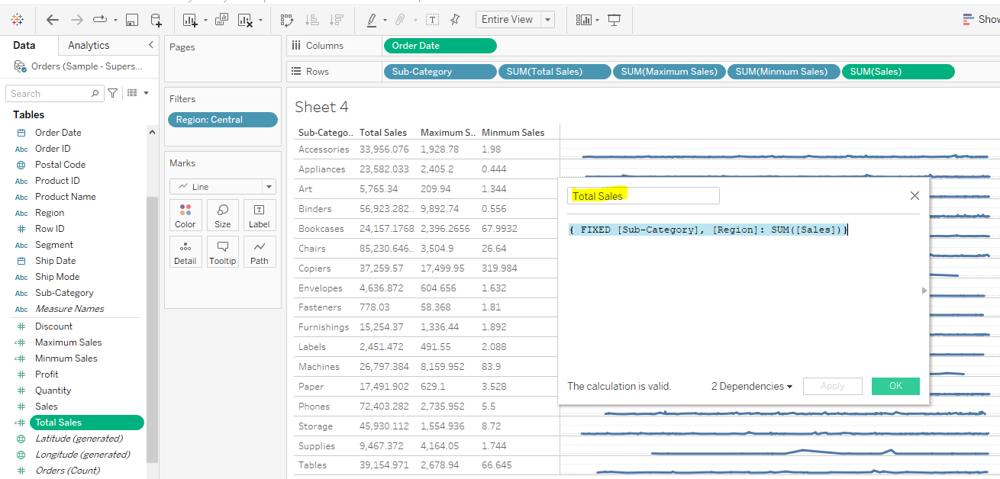 Entire View
Show
Data
Analytics
Orders (Sample - Supers...
Search
Tables
Order Date
Abc Order ID
Postal Code
Abc Product ID
Abc Product Name
Abc Region
# Row ID
Abc Segment
Ship Date
Abc Ship Mode
Abc Sub-Category
Abc Measure Names
# Discount
=# Maximum Sales
=# Minmum Sales
# Profit
# Quantity
# Sales
=# Total Sales
Latitude (generated)
Longitude (generated)
# Orders (Count)
Pages
Filters
Region: Central
Marks
Line
Color
Size
Label
Detail
Tooltip
Path
Columns
Order Date
Rows
Sub-Category
SUM(Total Sales)
SUM(Maximum Sales)
SUM(Minmum Sales)
SUM(Sales)
Sheet 4
Sub-Catego.. Total Sales Maximum S.. Minmum Sales
Accessories 33,956.076 1,928.78 1.98
Appliances 23,582.033 2,405.2 0.444
Art 5,765.34 209.94 1.344
Binders 56,923.282.. 9,892.74 0.556
Bookcases 24,157.1768 2,396.2656 67.9932
Chairs 85,230.646.. 3,504.9 26.64
Copiers 37,259.57 17,499.95 319.984
Envelopes 4,636.872 604.656 1.632
Fasteners 778.03 58.368 1.81
Furnishings 15,254.37 1,336.44 1.892
Labels 2,451.472 491.55 2.088
Machines 26,797.384 8,159.952 83.9
Paper 17,491.902 629.1 3.528
Phones 72,403.282 2,735.952 5.5
Storage 45,930.112 1,554.936 8.72
Supplies 9,467.372 4,164.05 1.744
Tables 39,154.971 2,678.94 66.645
Total Sales
{ FIXED [Sub-Category], [Region]: SUM([Sales])}
The calculation is valid.
2 Dependencies
Apply
OK